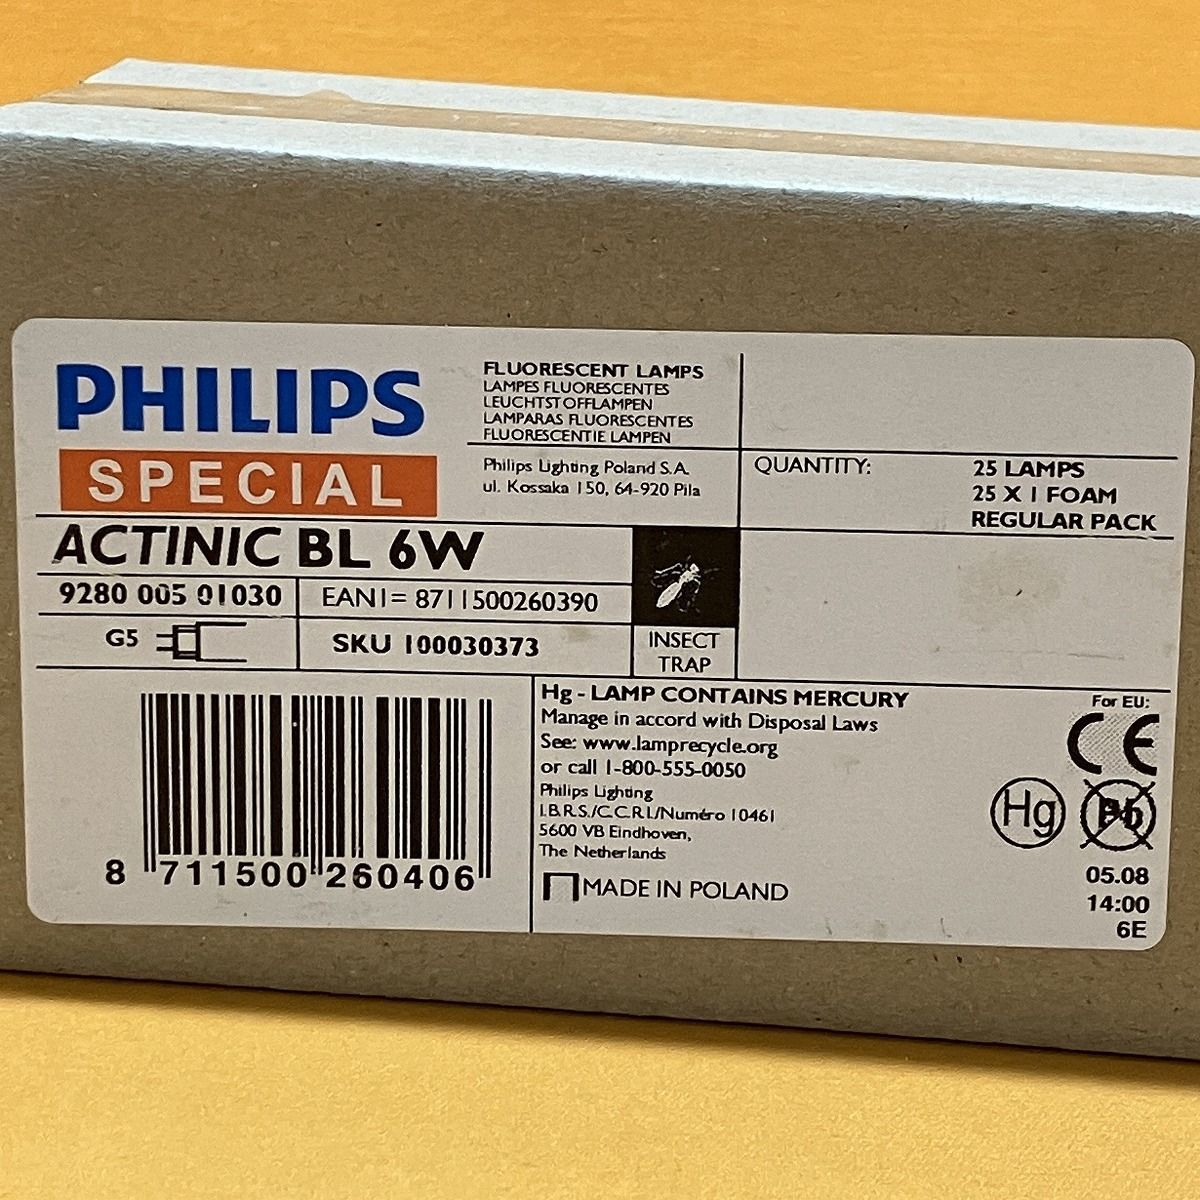 PHILIPS
SPECIAL
FLUORESCENT LAMPS
LAMPES FLUORESCENTES
LEUCHTSTOFFLAMPEN
LAMPARAS FLUORESCENTES
FLUORESCENTIE LAMPEN
Philips Lighting Poland S.A.
ul. Kossaka 150, 64-920 Pila
QUANTITY: 25 LAMPS
25 X 1 FOAM
REGULAR PACK
ACTINIC BL 6W
9280 005 01030
EAN1= 8711500260390
G5
SKU 100030373
INSECT
TRAP
8 711500 260406
Hg - LAMP CONTAINS MERCURY
Manage in accord with Disposal Laws
See: www.lamprecycle.org
or call 1-800-555-0050
Philips Lighting
I.B.R.S./C.C.R.I./Numéro 10461
5600 VB Eindhoven,
The Netherlands
MADE IN POLAND
For EU:
CE
Hg
Pb
05.08
14:00
6E